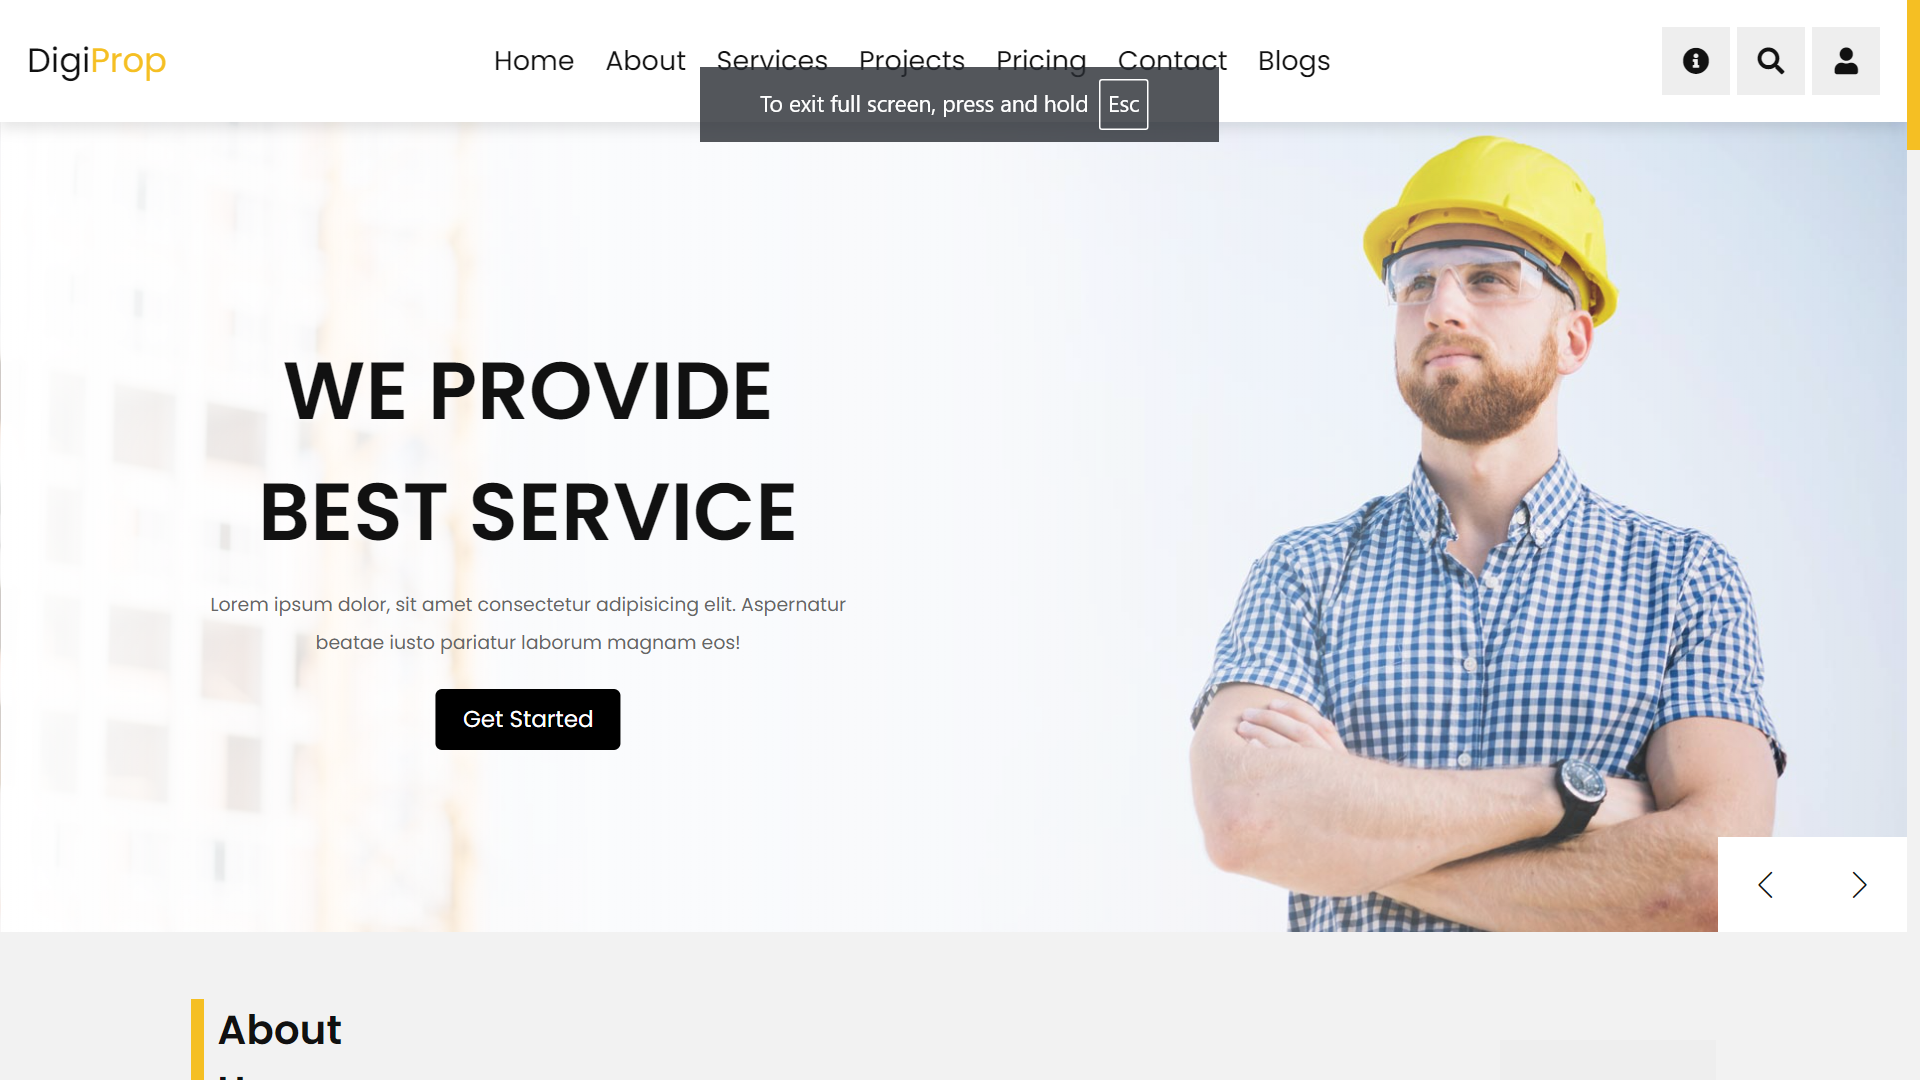 DigiProp
Home About Services Projects Pricing Contact Blogs
To exit full screen, press and hold Esc
WE PROVIDE
BEST SERVICE
Lorem ipsum dolor, sit amet consectetur adipisicing elit. Aspernatur
beatae iusto pariatur laborum magnam eos!
Get Started
About